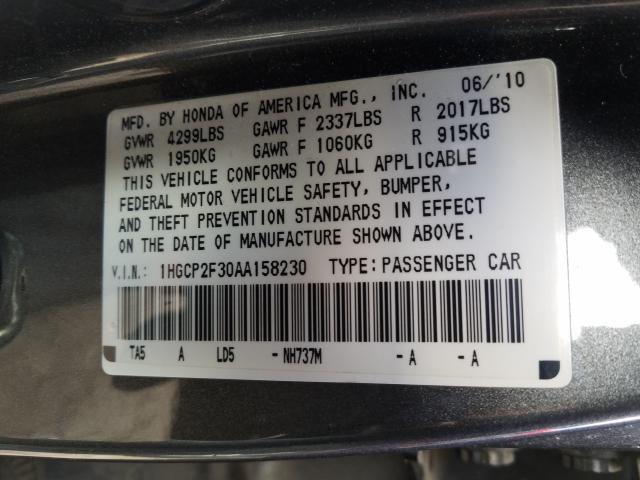 MFD. BY HONDA OF AMERICA MFG., INC. 06/'10
GVWR 4299LBS GAWR F 2337LBS R 2017LBS
GVWR 1950KG GAWR F 1060KG R 915KG
THIS VEHICLE CONFORMS TO ALL APPLICABLE
FEDERAL MOTOR VEHICLE SAFETY, BUMPER,
AND THEFT PREVENTION STANDARDS IN EFFECT
ON THE DATE OF MANUFACTURE SHOWN ABOVE.
V.I.N.: 1HGCP2F30AA158230 TYPE: PASSENGER CAR
TA5 A LD5 - NH737M - A - A